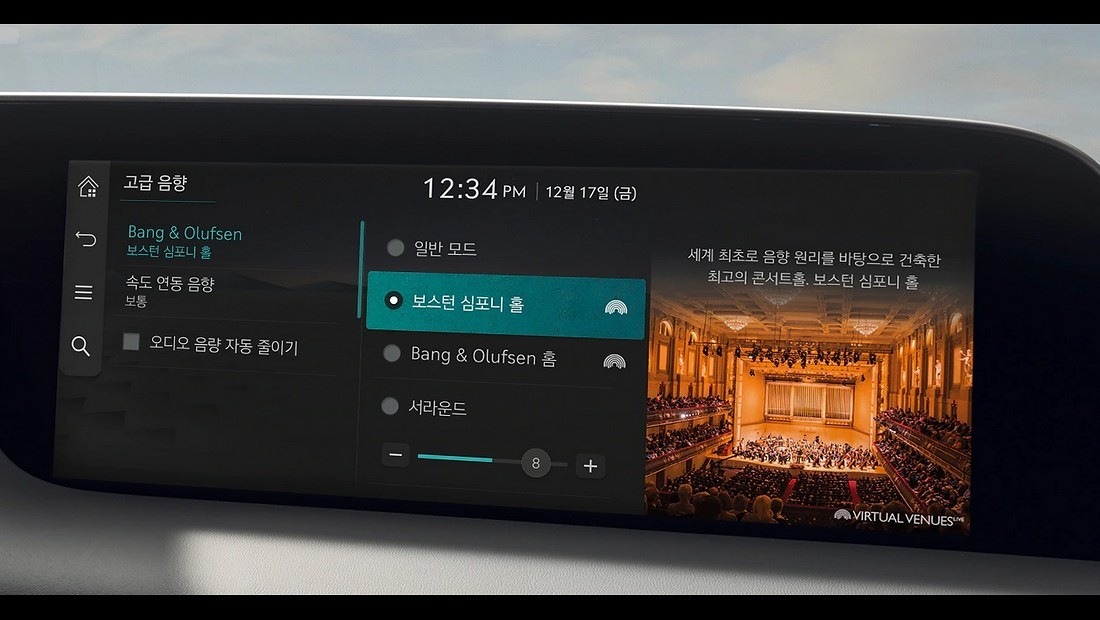 고급 음향
12:34 PM 12월 17일 (금)
Bang & Olufsen
보스턴 심포니 홀
속도 연동 음향
보통
오디오 음량 자동 줄이기
일반 모드
보스턴 심포니 홀
Bang & Olufsen 홈
서라운드
8
세계 최초로 음향 원리를 바탕으로 건축한
최고의 콘서트홀. 보스턴 심포니 홀
VIRTUAL VENUES LIVE